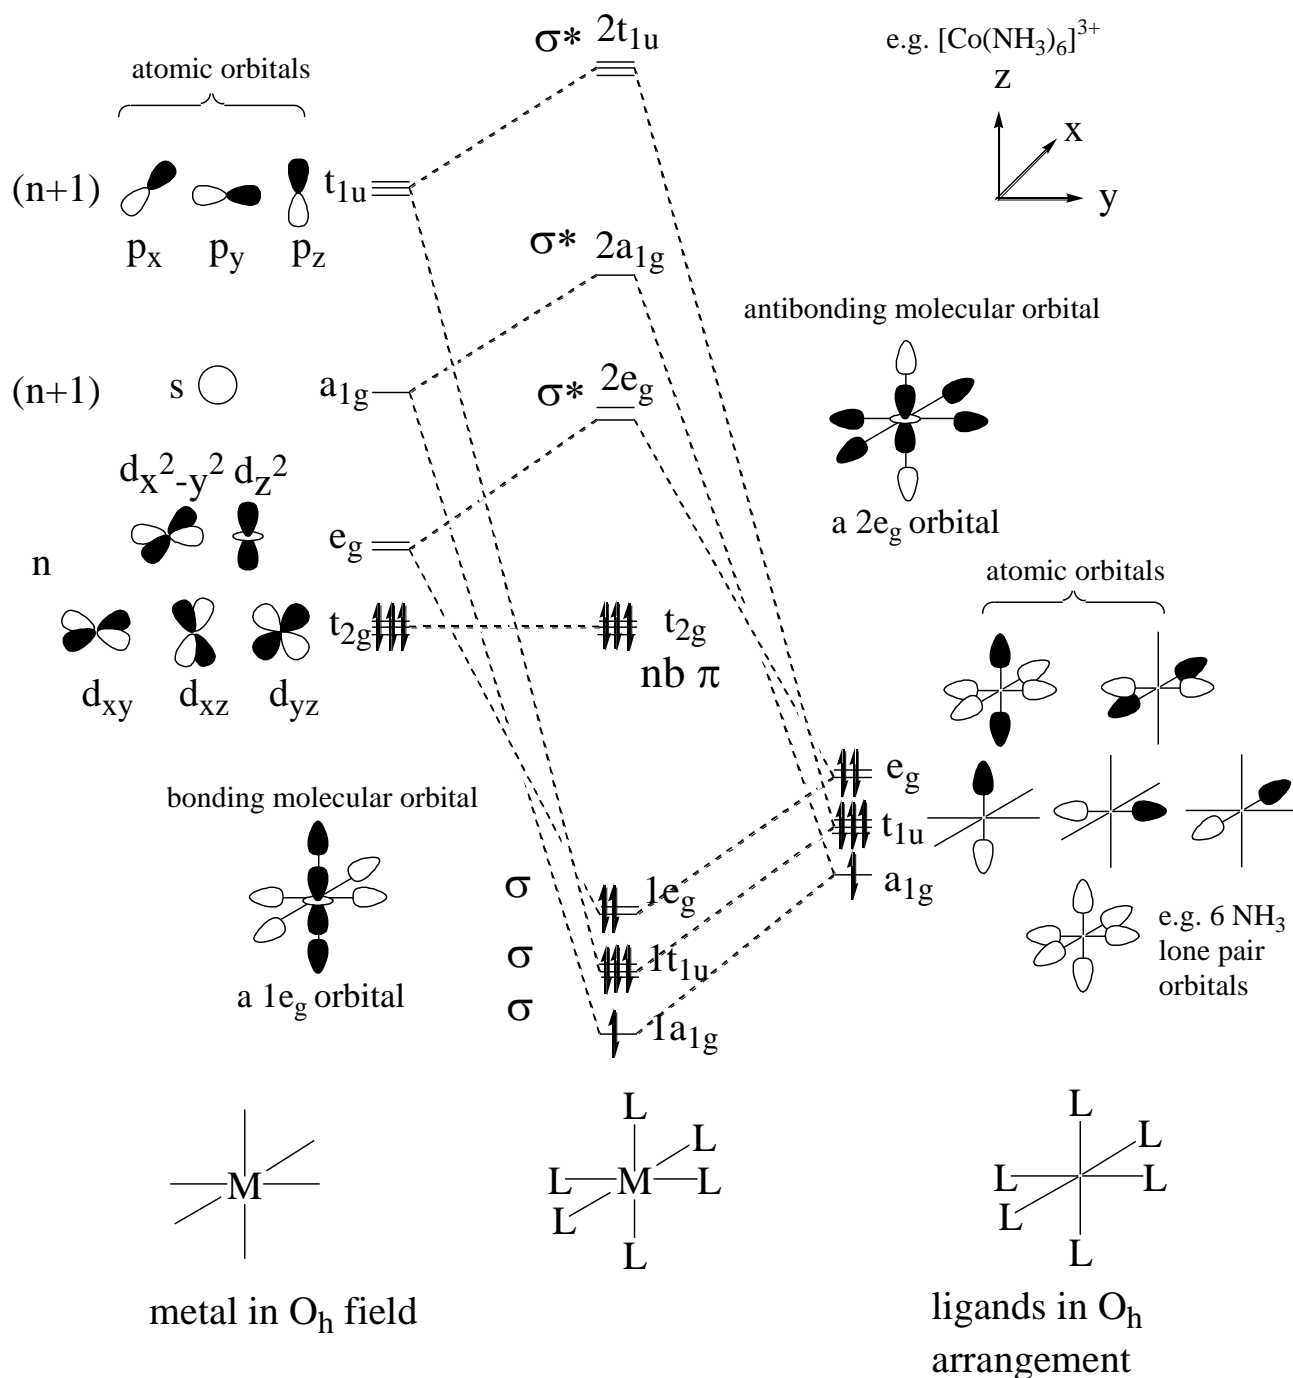 σ* 2t1u
e.g. [Co(NH3)6]3+
atomic orbitals
z
x
y
(n+1)
t1u
px py pz
σ* 2a1g
antibonding molecular orbital
(n+1) s
a1g
σ* 2eg
dx2-y2 dz2
a 2eg orbital
eg
n
atomic orbitals
t2g
t2g
nb π
dxy dxz dyz
eg
bonding molecular orbital
t1u
a1g
σ 1eg
e.g. 6 NH3
lone pair
orbitals
σ 1t1u
a 1eg orbital
σ 1a1g
L
L
L
M
L
L
L
M
L
L
L
L
L
L
metal in Oh field
ligands in Oh
arrangement